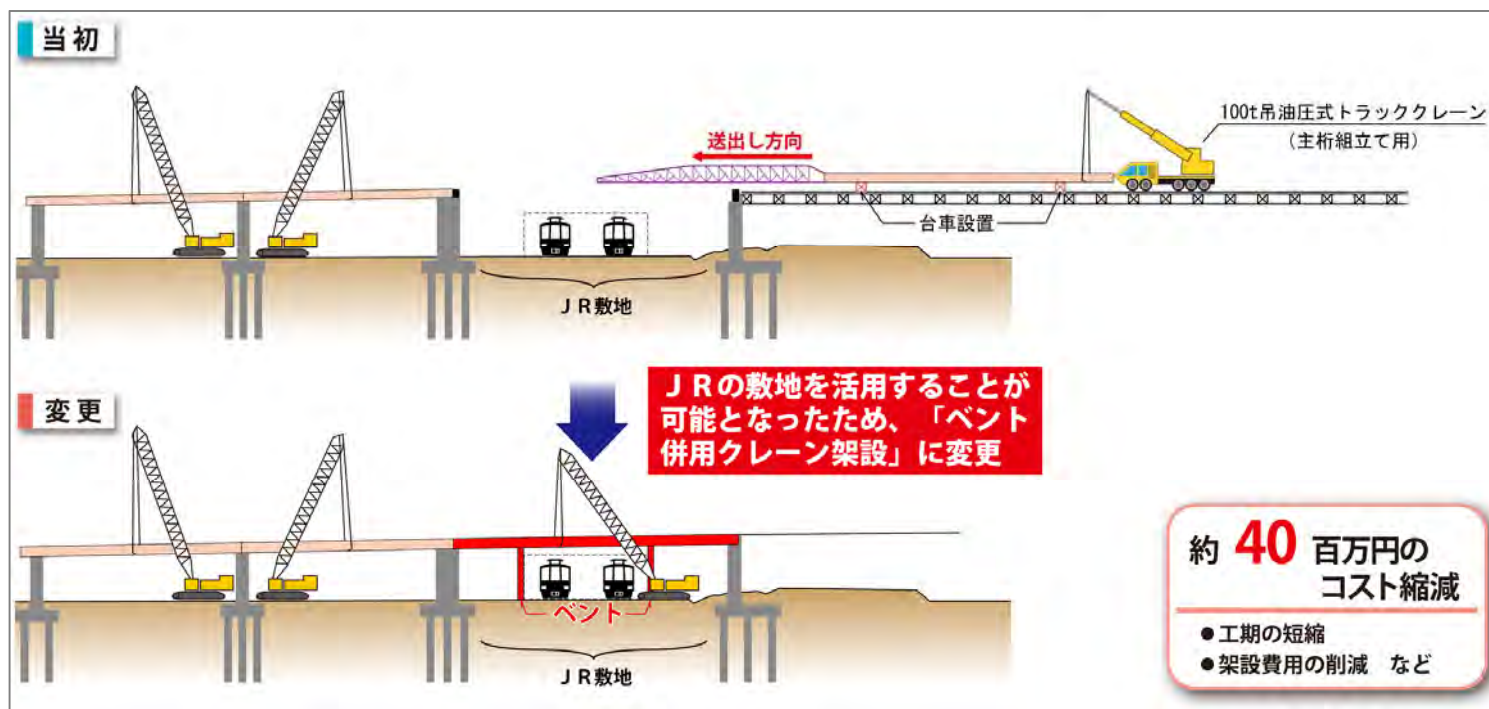 当初
送出し方向
100t吊油圧式トラッククレーン
(主桁組立て用)
台車設置
ＪＲ敷地
ＪＲの敷地を活用することが
可能となったため、「ベント
併用クレーン架設」に変更
変更
ベント
ＪＲ敷地
約 40 百万円の
コスト縮減
●工期の短縮
●架設費用の削減 など